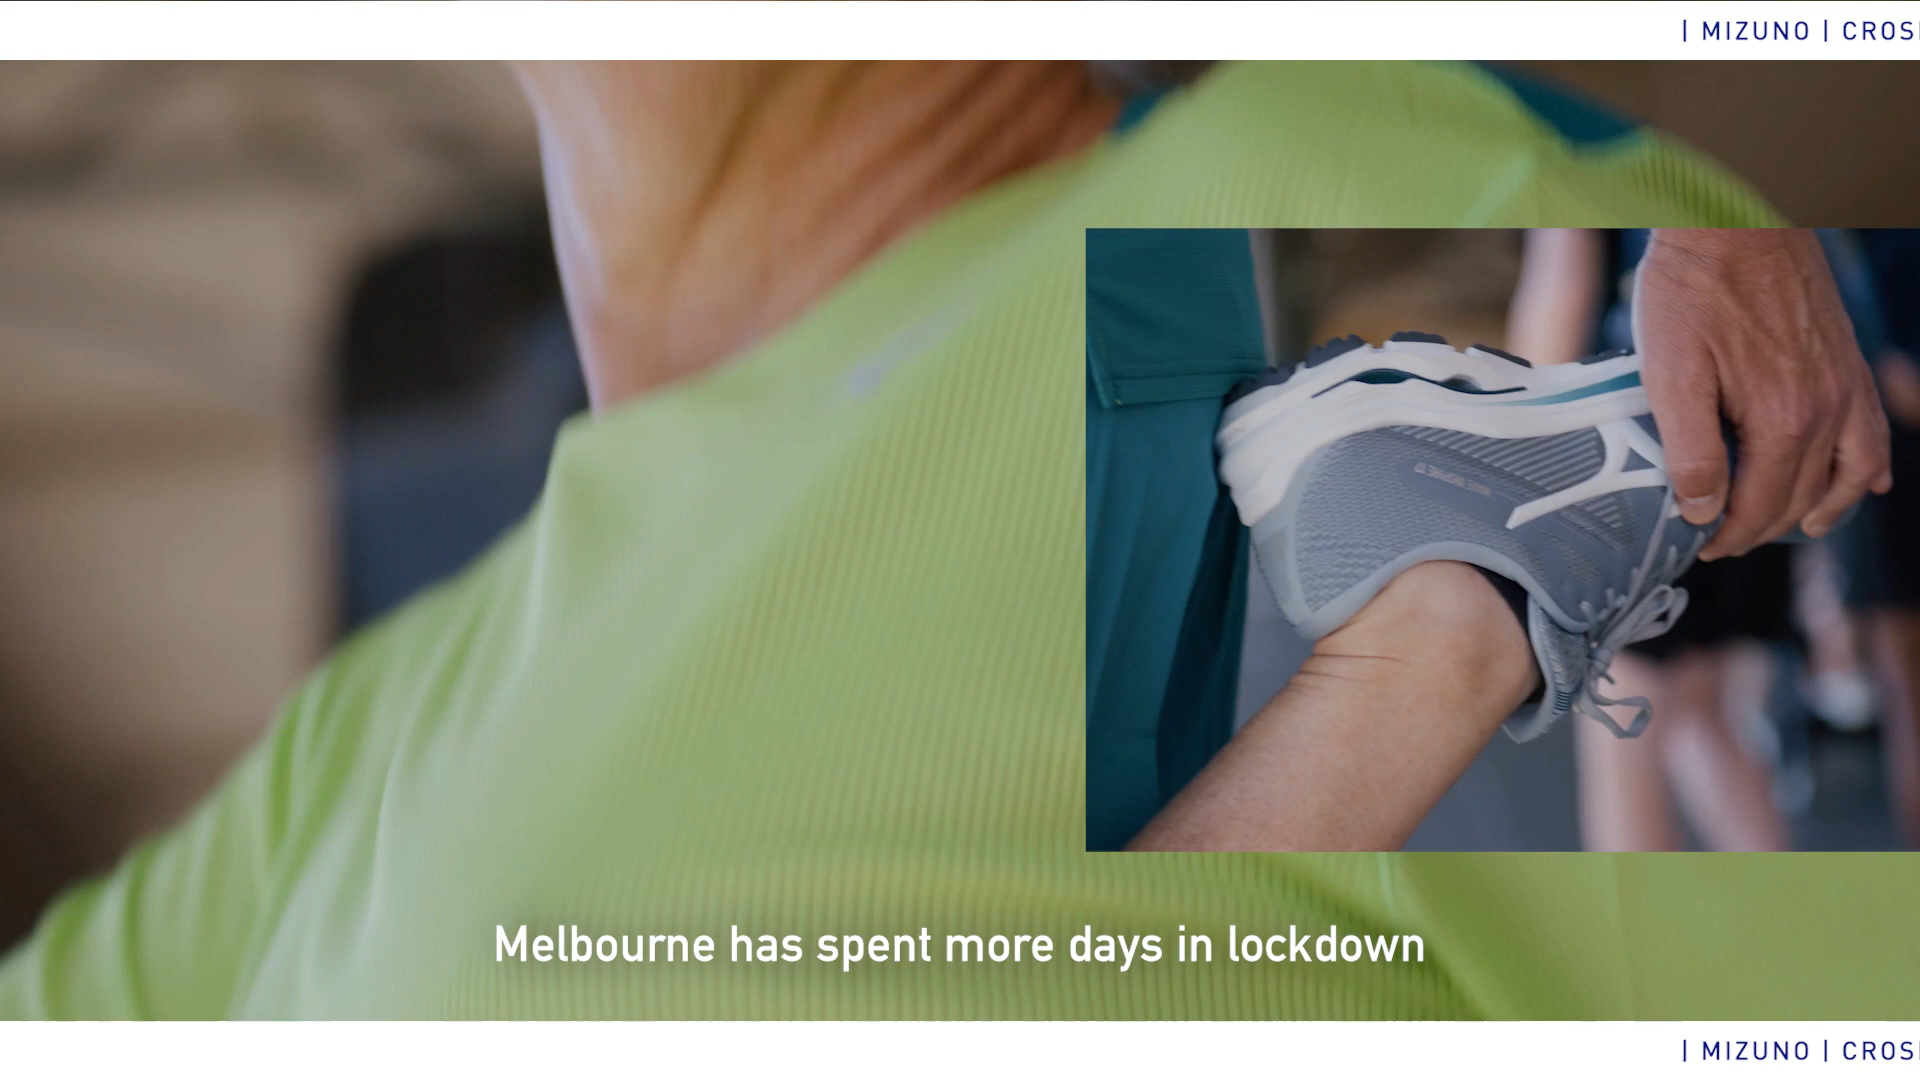 | MIZUNO | CROS
Melbourne has spent more days in lockdown
| MIZUNO | CROS